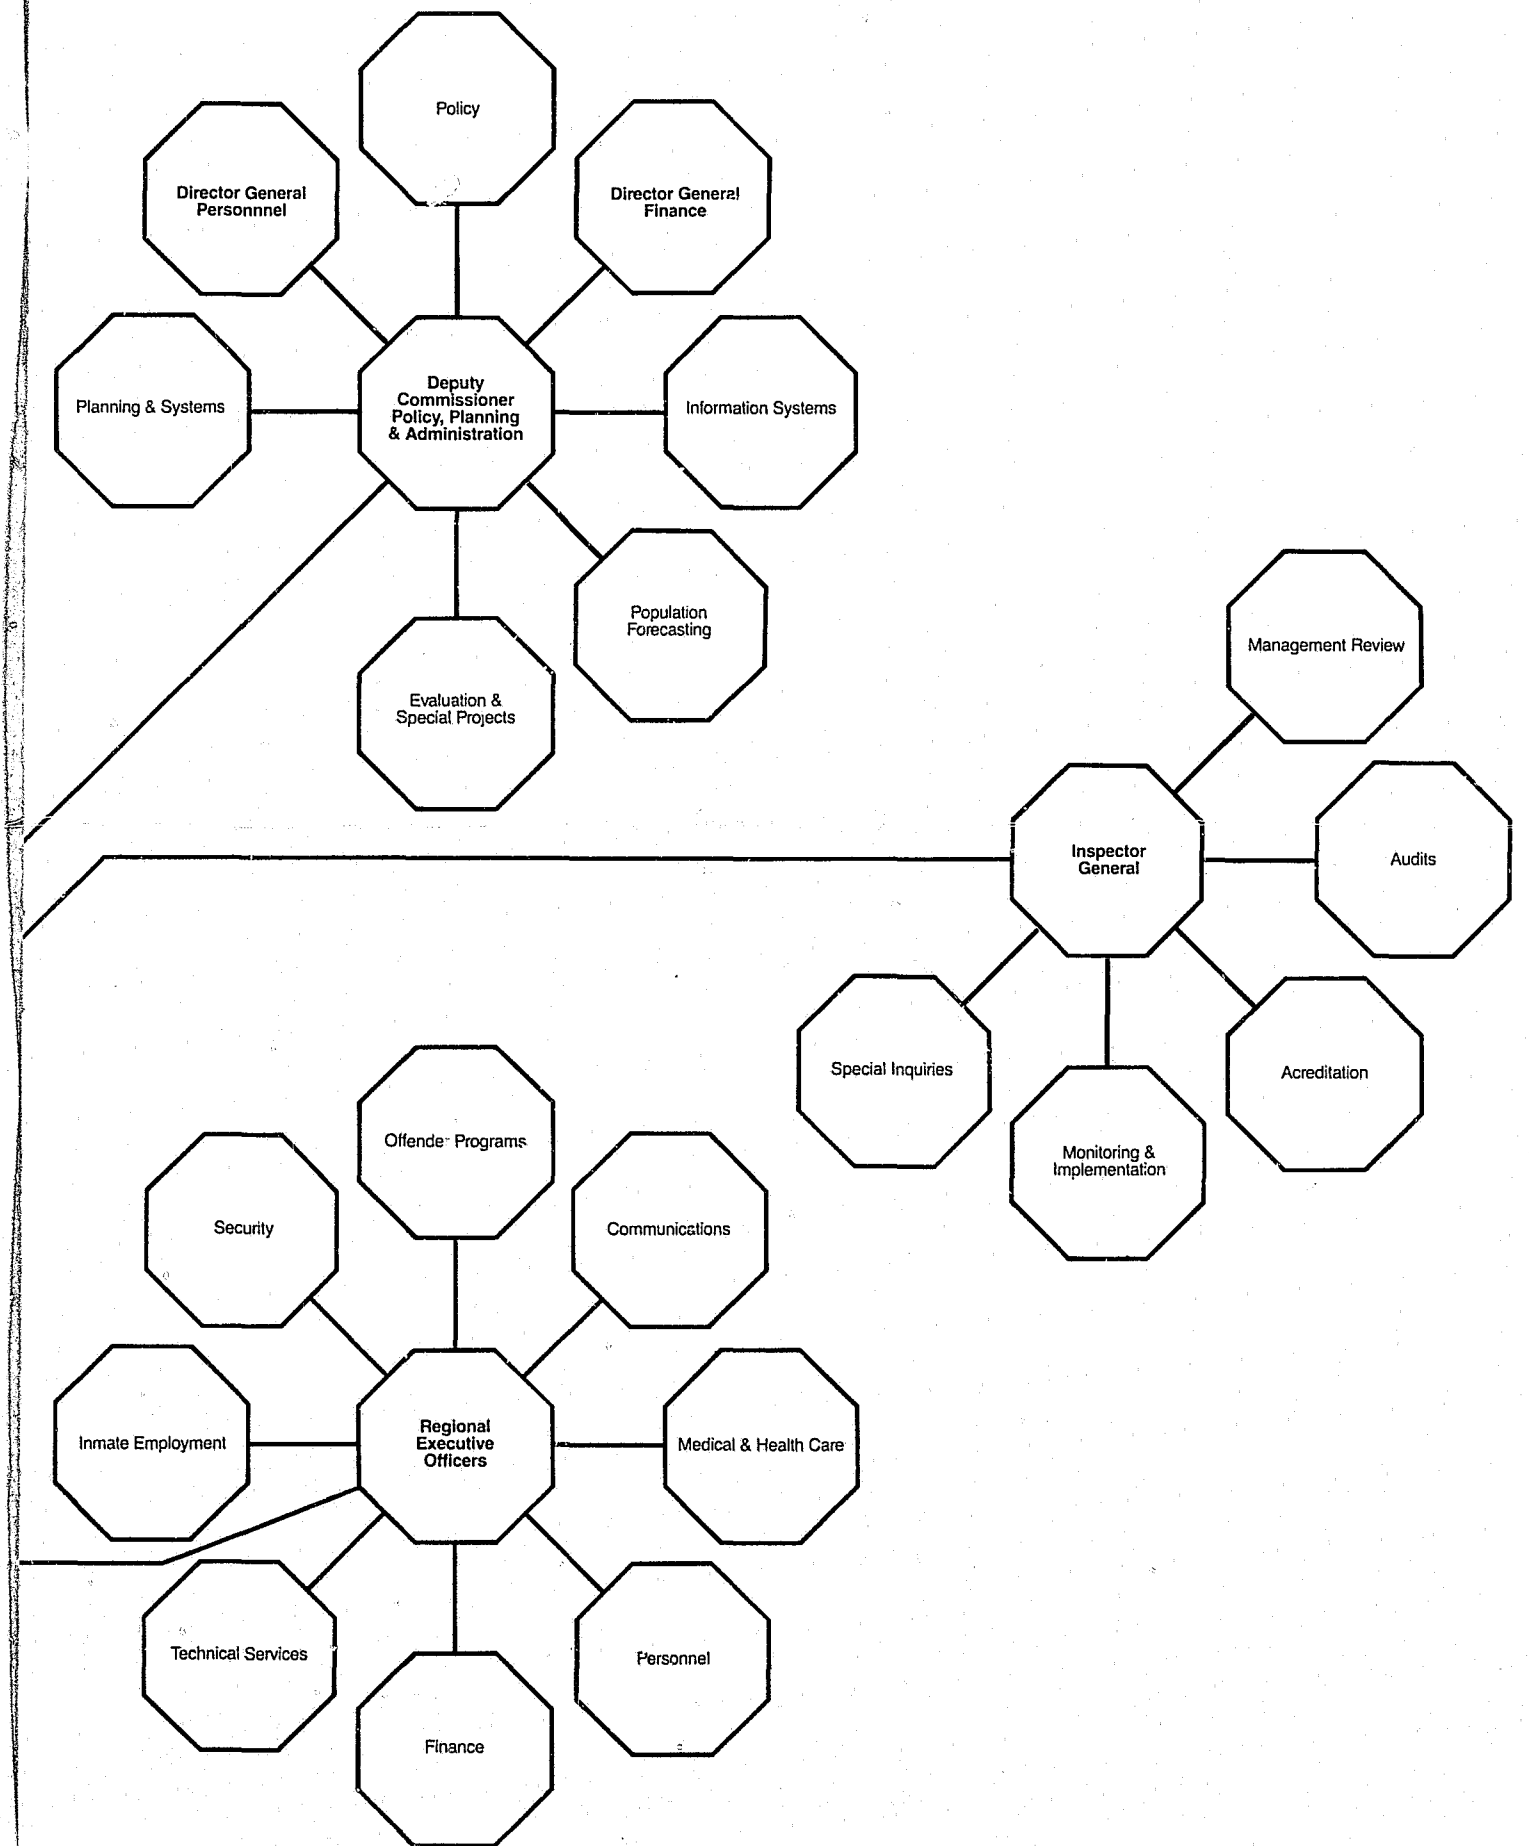 Policy
Director General
Personnnel
Director General
Finance
Planning & Systems
Deputy
Commissioner
Policy, Planning
& Administration
Information Systems
Population
Forecasting
Evaluation &
Special Projects
Management Review
Inspector
General
Audits
Special Inquiries
Acreditation
Monitoring &
Implementation
Offender Programs
Security
Communications
Inmate Employment
Regional
Executive
Officers
Medical & Health Care
Technical Services
Personnel
Finance